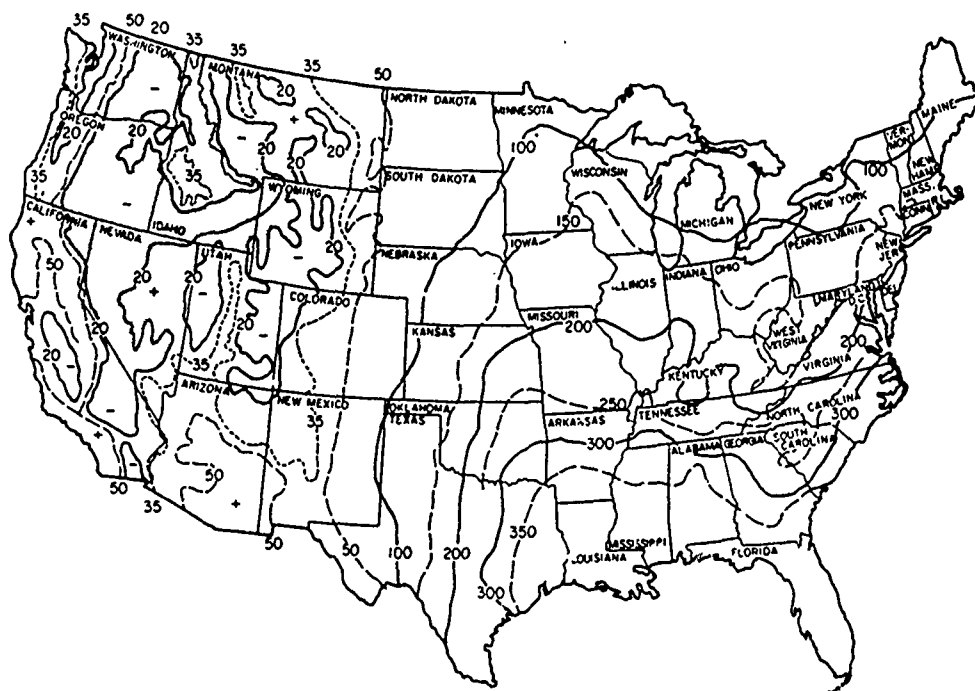 35 50 20
35
35
35
50
WASHINGTON
MONTANA
20
NORTH DAKOTA
MINNESOTA
MAINE
VER-
MONT
OREGON
20
20
100
20
20
SOUTH DAKOTA
WISCONSIN
100
NEW
HAM
MASS.
CONN
R.I.
35
35
WYOMING
MICHIGAN
NEW YORK
CALIFORNIA
NEVADA
IDAHO
UTAH
20
150
IOWA
PENNSYLVANIA
NEW
JER
50
20
NEBRASKA
ILLINOIS
INDIANA
OHIO
MARYLAND
DEL
D.C.
COLORADO
KANSAS
MISSOURI
200
WEST
VIRGINIA
VIRGINIA
200
20
20
35
KENTUCKY
ARIZONA
NEW MEXICO
OKLAHOMA
250
TENNESSEE
NORTH CAROLINA
TEXAS
ARKANSAS
300
SOUTH
CAROLINA
300
35
ALABAMA
GEORGIA
50
50
35
50
50
100
200
350
300
LOUISIANA
MISSISSIPPI
FLORIDA